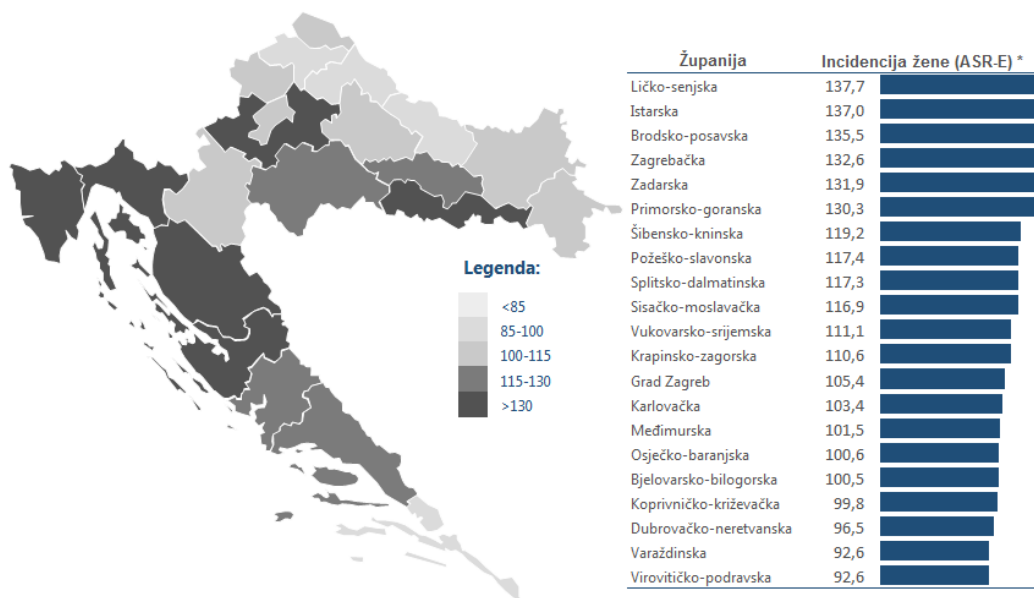 Legenda:
<85
85-100
100-115
115-130
>130
Županija Incidencija žene (ASR-E) *
Ličko-senjska 137,7
Istarska 137,0
Brodsko-posavska 135,5
Zagrebačka 132,6
Zadarska 131,9
Primorsko-goranska 130,3
Šibensko-kninska 119,2
Požeško-slavonska 117,4
Splitsko-dalmatinska 117,3
Sisačko-moslavačka 116,9
Vukovarsko-srijemska 111,1
Krapinsko-zagorska 110,6
Grad Zagreb 105,4
Karlovačka 103,4
Međimurska 101,5
Osječko-baranjska 100,6
Bjelovarsko-bilogorska 100,5
Koprivničko-križevačka 99,8
Dubrovačko-neretvanska 96,5
Varaždinska 92,6
Virovitičko-podravska 92,6